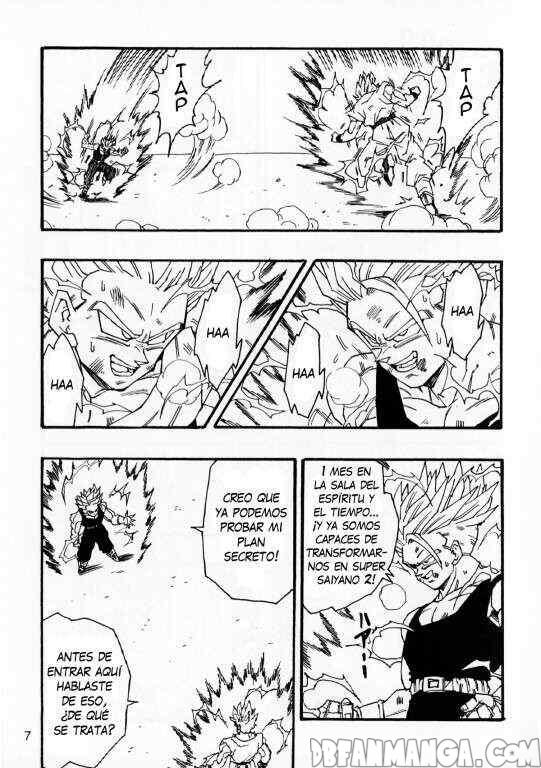 TAP
TAP
HAA
HAA
HAA
HAA
CREO QUE
YA PODEMOS
PROBAR MI
PLAN
SECRETO!
1 MES EN
LA SALA DEL
ESPÍRITU Y
EL TIEMPO...
¡Y YA SOMOS
CAPACES DE
TRANSFORMAR-
NOS EN SUPER
SAIYANO 2!
ANTES DE
ENTRAR AQUÍ
HABLASTE
DE ESO,
¿DE QUÉ
SE TRATA?
7
DBFANMANGA.COM